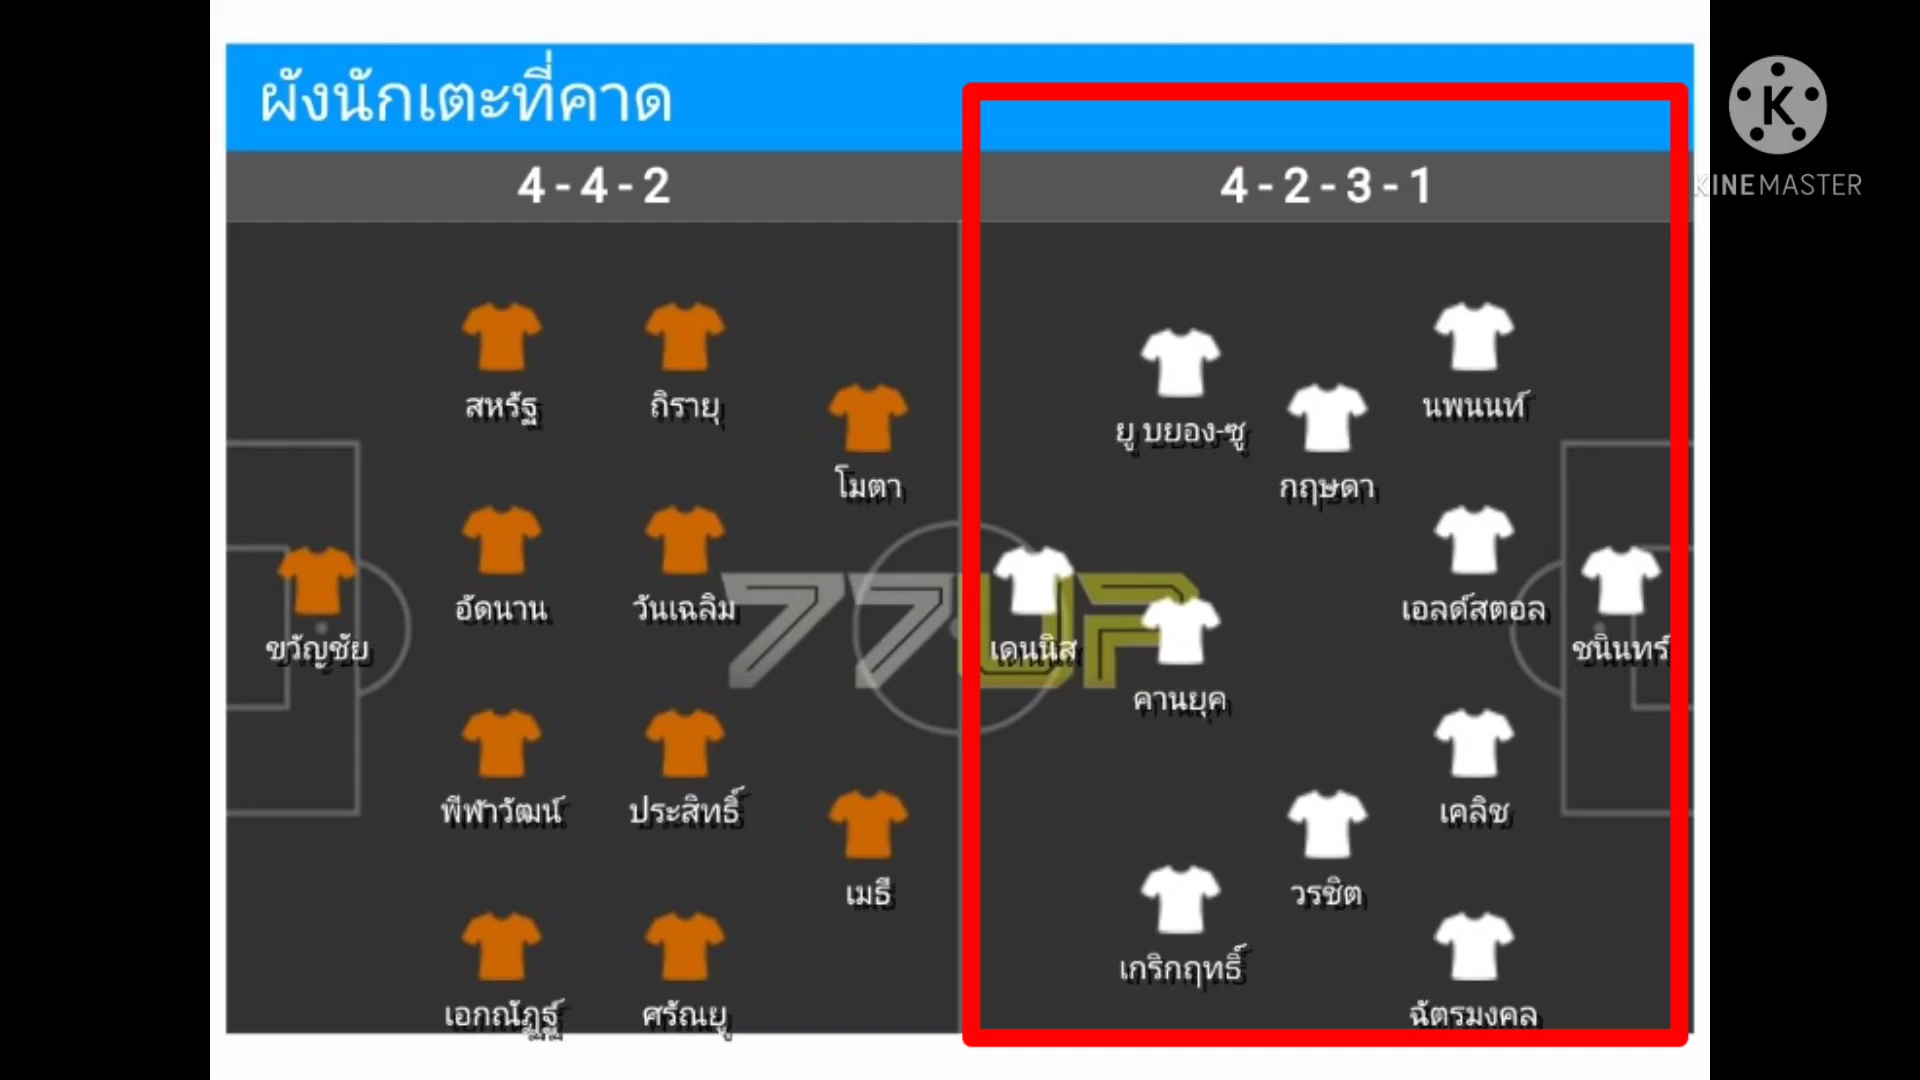 ผังนักเตะที่คาด
4-4-2
4-2-3-1
KINEMASTER
สหรัฐ
ถิรายุ
โมตา
อัดนาน
วันเฉลิม
ขวัญชัย
พีฬาวัฒน์
ประสิทธิ์
เมธี
เอกณัฏฐ์
ศรัณยู
77UP
ยู บยอง-ซู
กฤษดา
นพนนท์
เดนนิส
คานยุค
เอลด์สตอล
ชนินทร์
เคลิช
วรชิต
เกริกฤทธิ์
ฉัตรมงคล